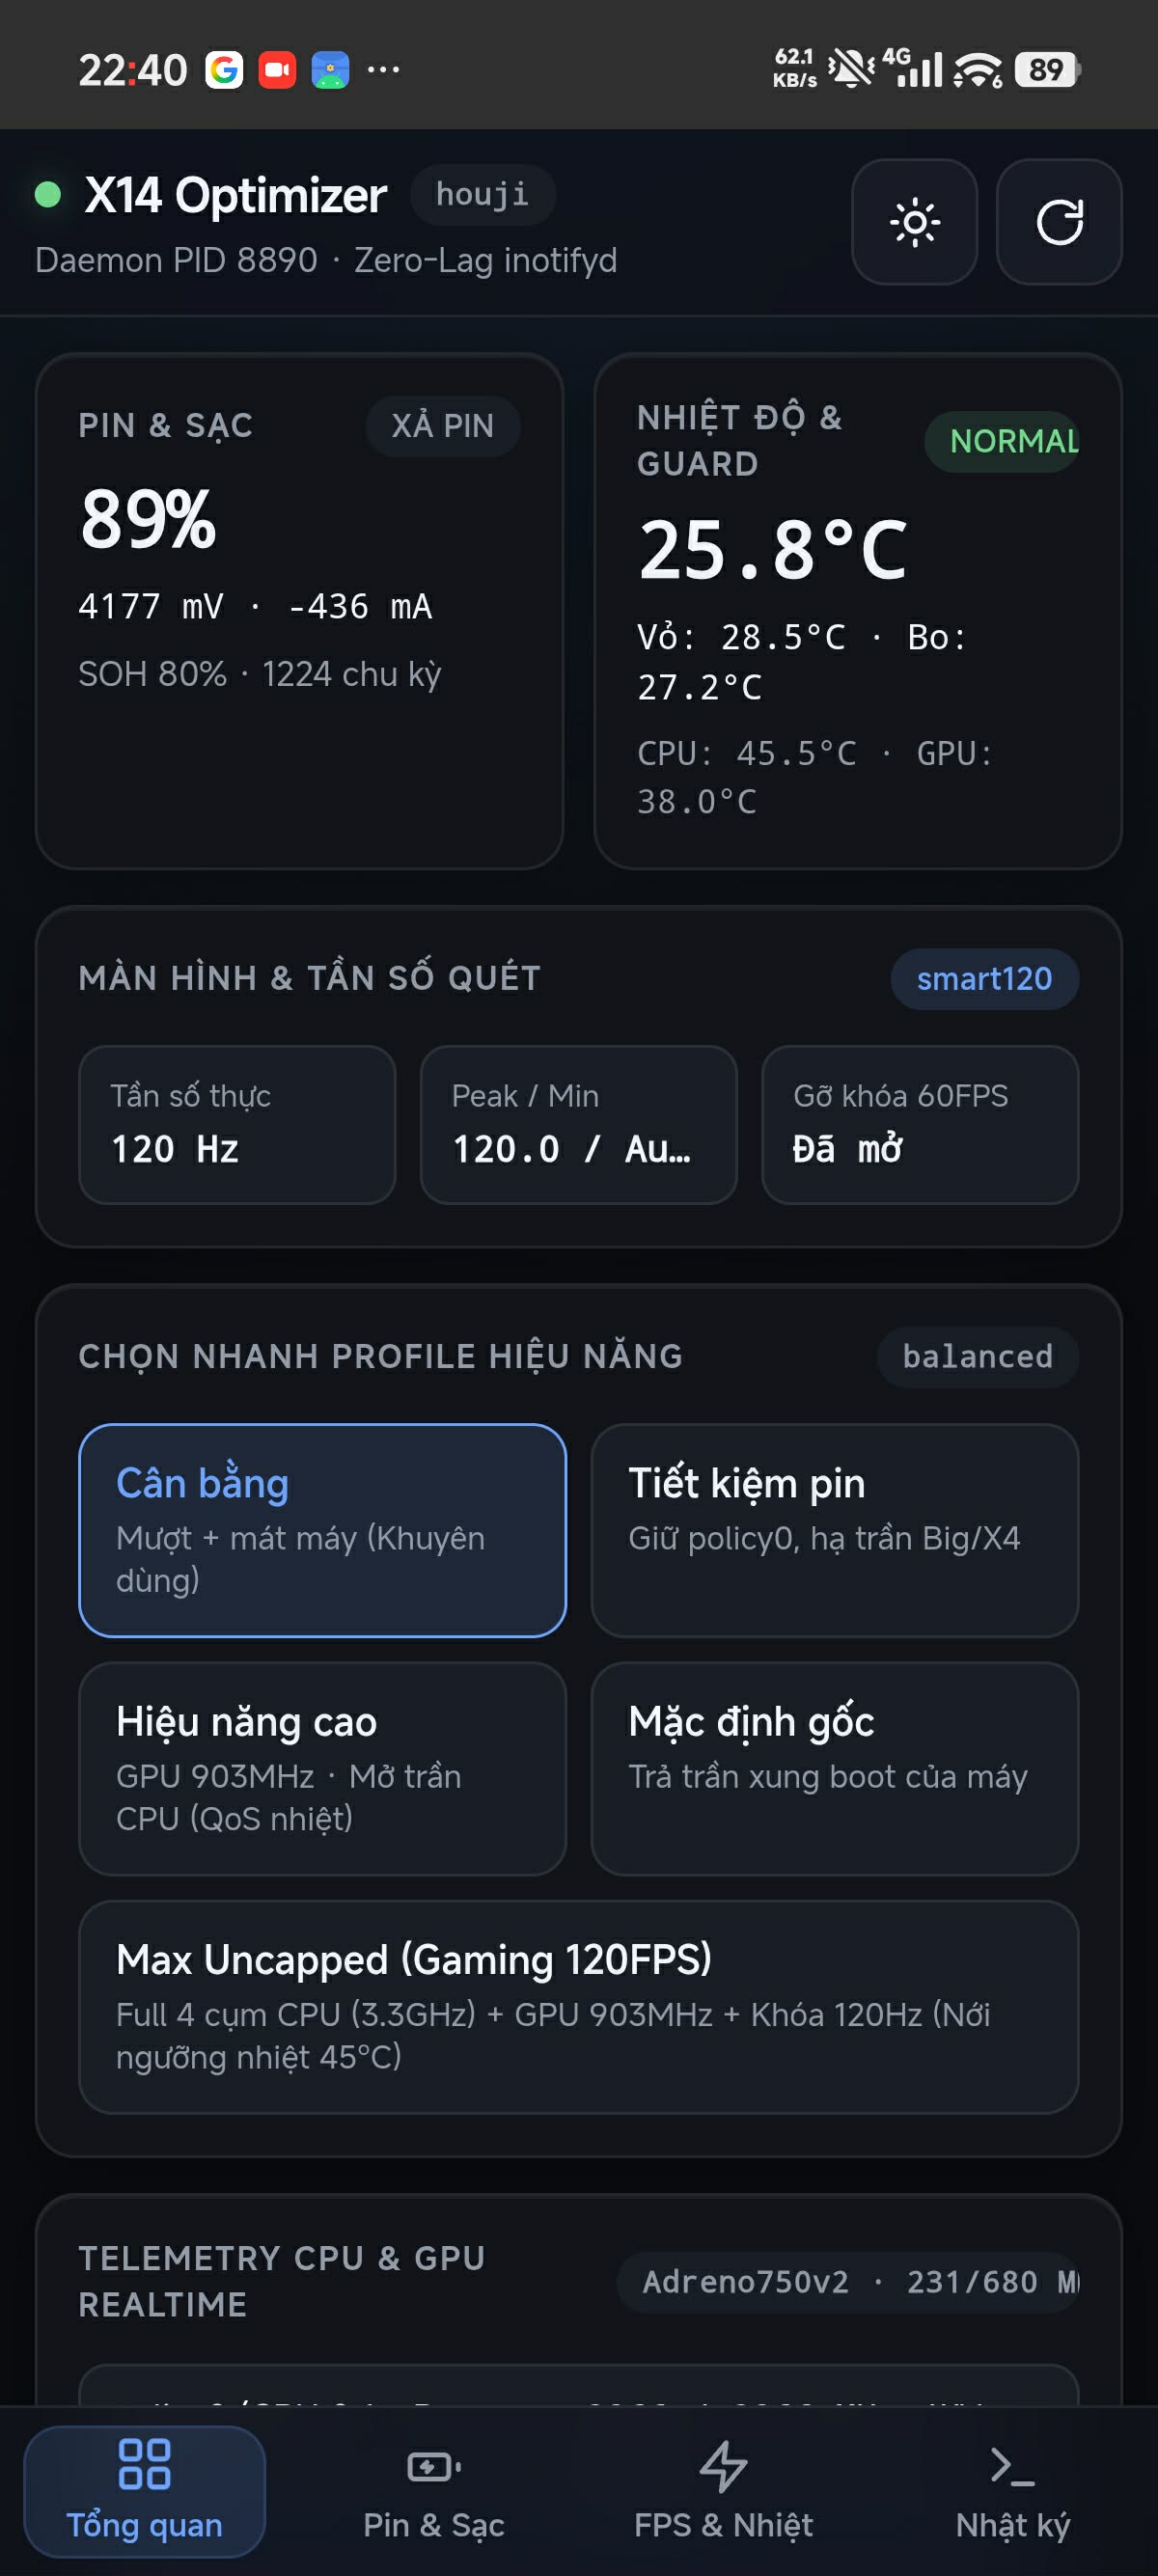 22:40
62.1 KB/s
4G
6
89
X14 Optimizer
houji
Daemon PID 8890 · Zero-Lag inotifyd
PIN & SẠC
XẢ PIN
89%
4177 mV · -436 mA
SOH 80% · 1224 chu kỳ
NHIỆT ĐỘ &
GUARD
NORMAL
25.8°C
Vỏ: 28.5°C · Bo:
27.2°C
CPU: 45.5°C · GPU:
38.0°C
MÀN HÌNH & TẦN SỐ QUÉT
smart120
Tần số thực
120 Hz
Peak / Min
120.0 / Au...
Gỡ khóa 60FPS
Đã mở
CHỌN NHANH PROFILE HIỆU NĂNG
balanced
Cân bằng
Mượt + mát máy (Khuyên
dùng)
Tiết kiệm pin
Giữ policy0, hạ trần Big/X4
Hiệu năng cao
GPU 903MHz · Mở trần
CPU (QoS nhiệt)
Mặc định gốc
Trả trần xung boot của máy
Max Uncapped (Gaming 120FPS)
Full 4 cụm CPU (3.3GHz) + GPU 903MHz + Khóa 120Hz (Nới
ngưỡng nhiệt 45°C)
TELEMETRY CPU & GPU
REALTIME
Adreno750v2 · 231/680
Tổng quan
Pin & Sạc
FPS & Nhiệt
Nhật ký